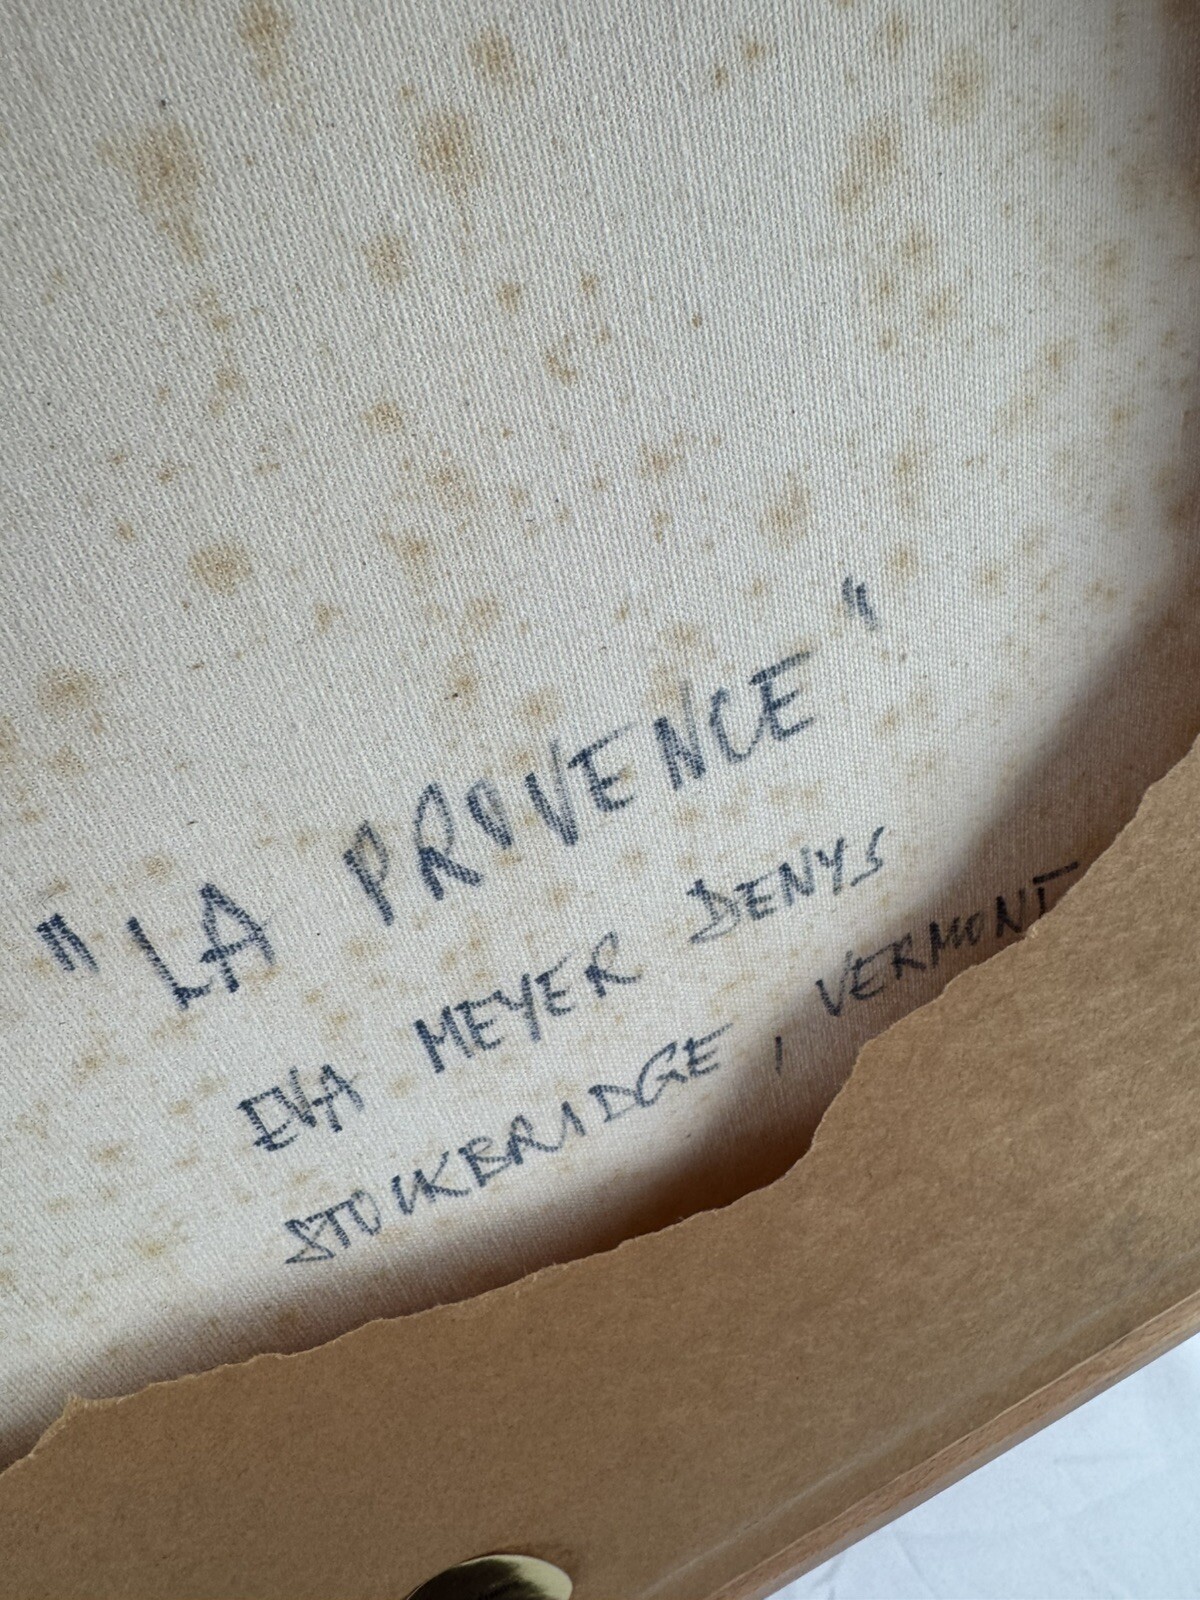 "LA PROVENCE"
EVA MEYER DENYS
STOCKBRIDGE, VERMONT